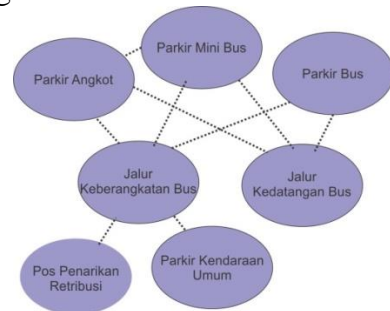 Parkir Mini Bus
Parkir Angkot
Parkir Bus
Jalur
Keberangkatan Bus
Jalur
Kedatangan Bus
Pos Penarikan
Retribusi
Parkir Kendaraan
Umum